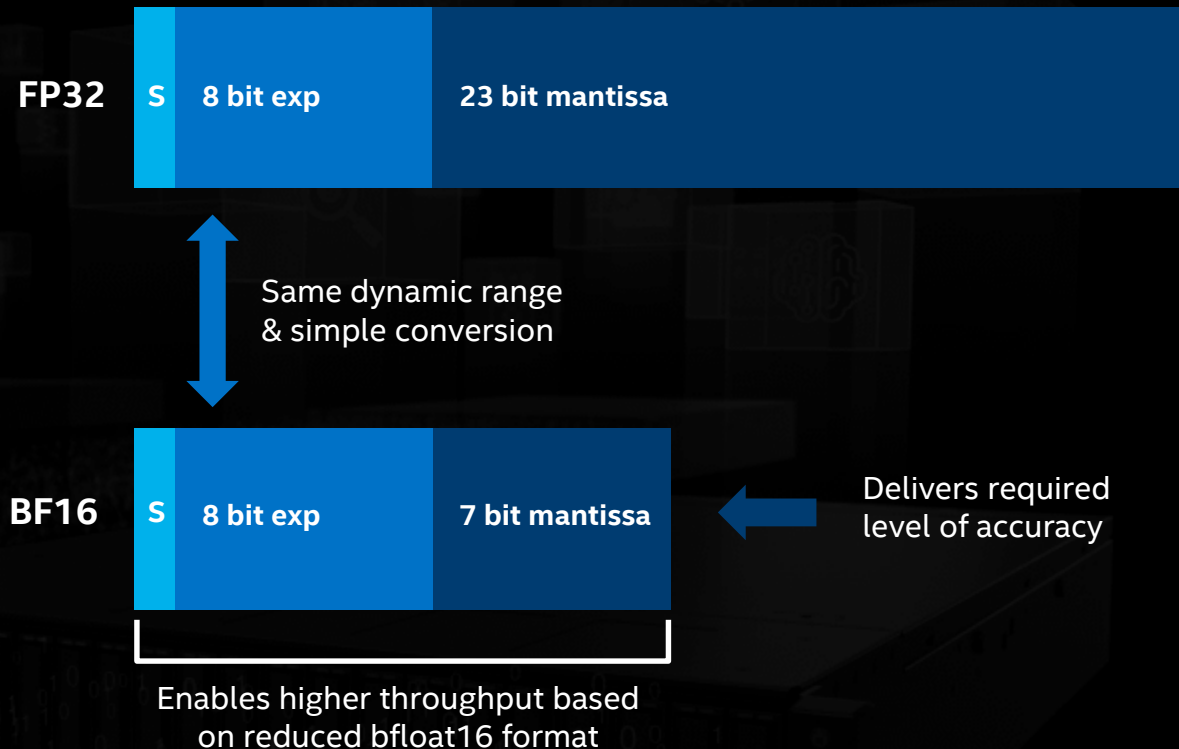 FP32
S
8 bit exp
23 bit mantissa
Same dynamic range
& simple conversion
BF16
S
8 bit exp
7 bit mantissa
Delivers required
level of accuracy
Enables higher throughput based
on reduced bfloat16 format